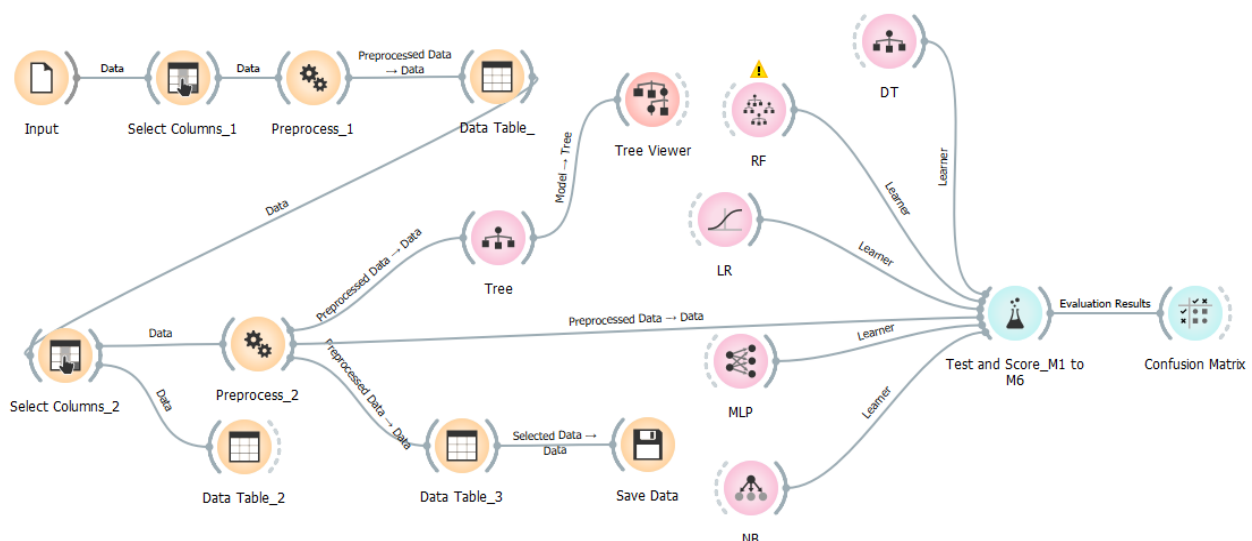 DT
Preprocessed Data
→ Data
Data
Data
Input
Select Columns_1
Preprocess_1
Data Table_
Tree Viewer
RF
Model → Tree
Learner
Learner
Data
Preprocessed Data → Data
Tree
LR
Learner
Data
Preprocessed Data → Data
Evaluation Results
Select Columns_2
Preprocess_2
Preprocessed Data → Data
Data
Learner
Test and Score_M1 to
M6
Confusion Matrix
MLP
Learner
Selected Data →
Data
Data Table_2
Data Table_3
Save Data
NB